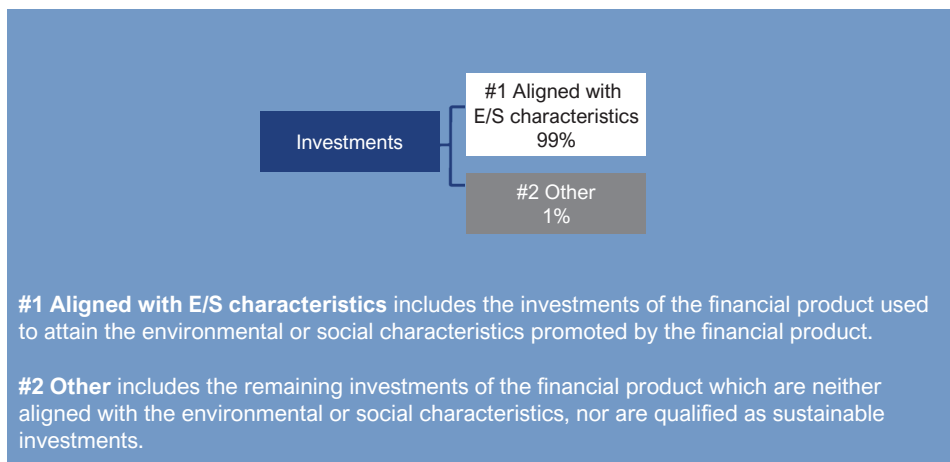 #1 Aligned with
E/S characteristics
99%
Investments
#2 Other
1%
#1 Aligned with E/S characteristics includes the investments of the financial product used
to attain the environmental or social characteristics promoted by the financial product.
#2 Other includes the remaining investments of the financial product which are neither
aligned with the environmental or social characteristics, nor are qualified as sustainable
investments.